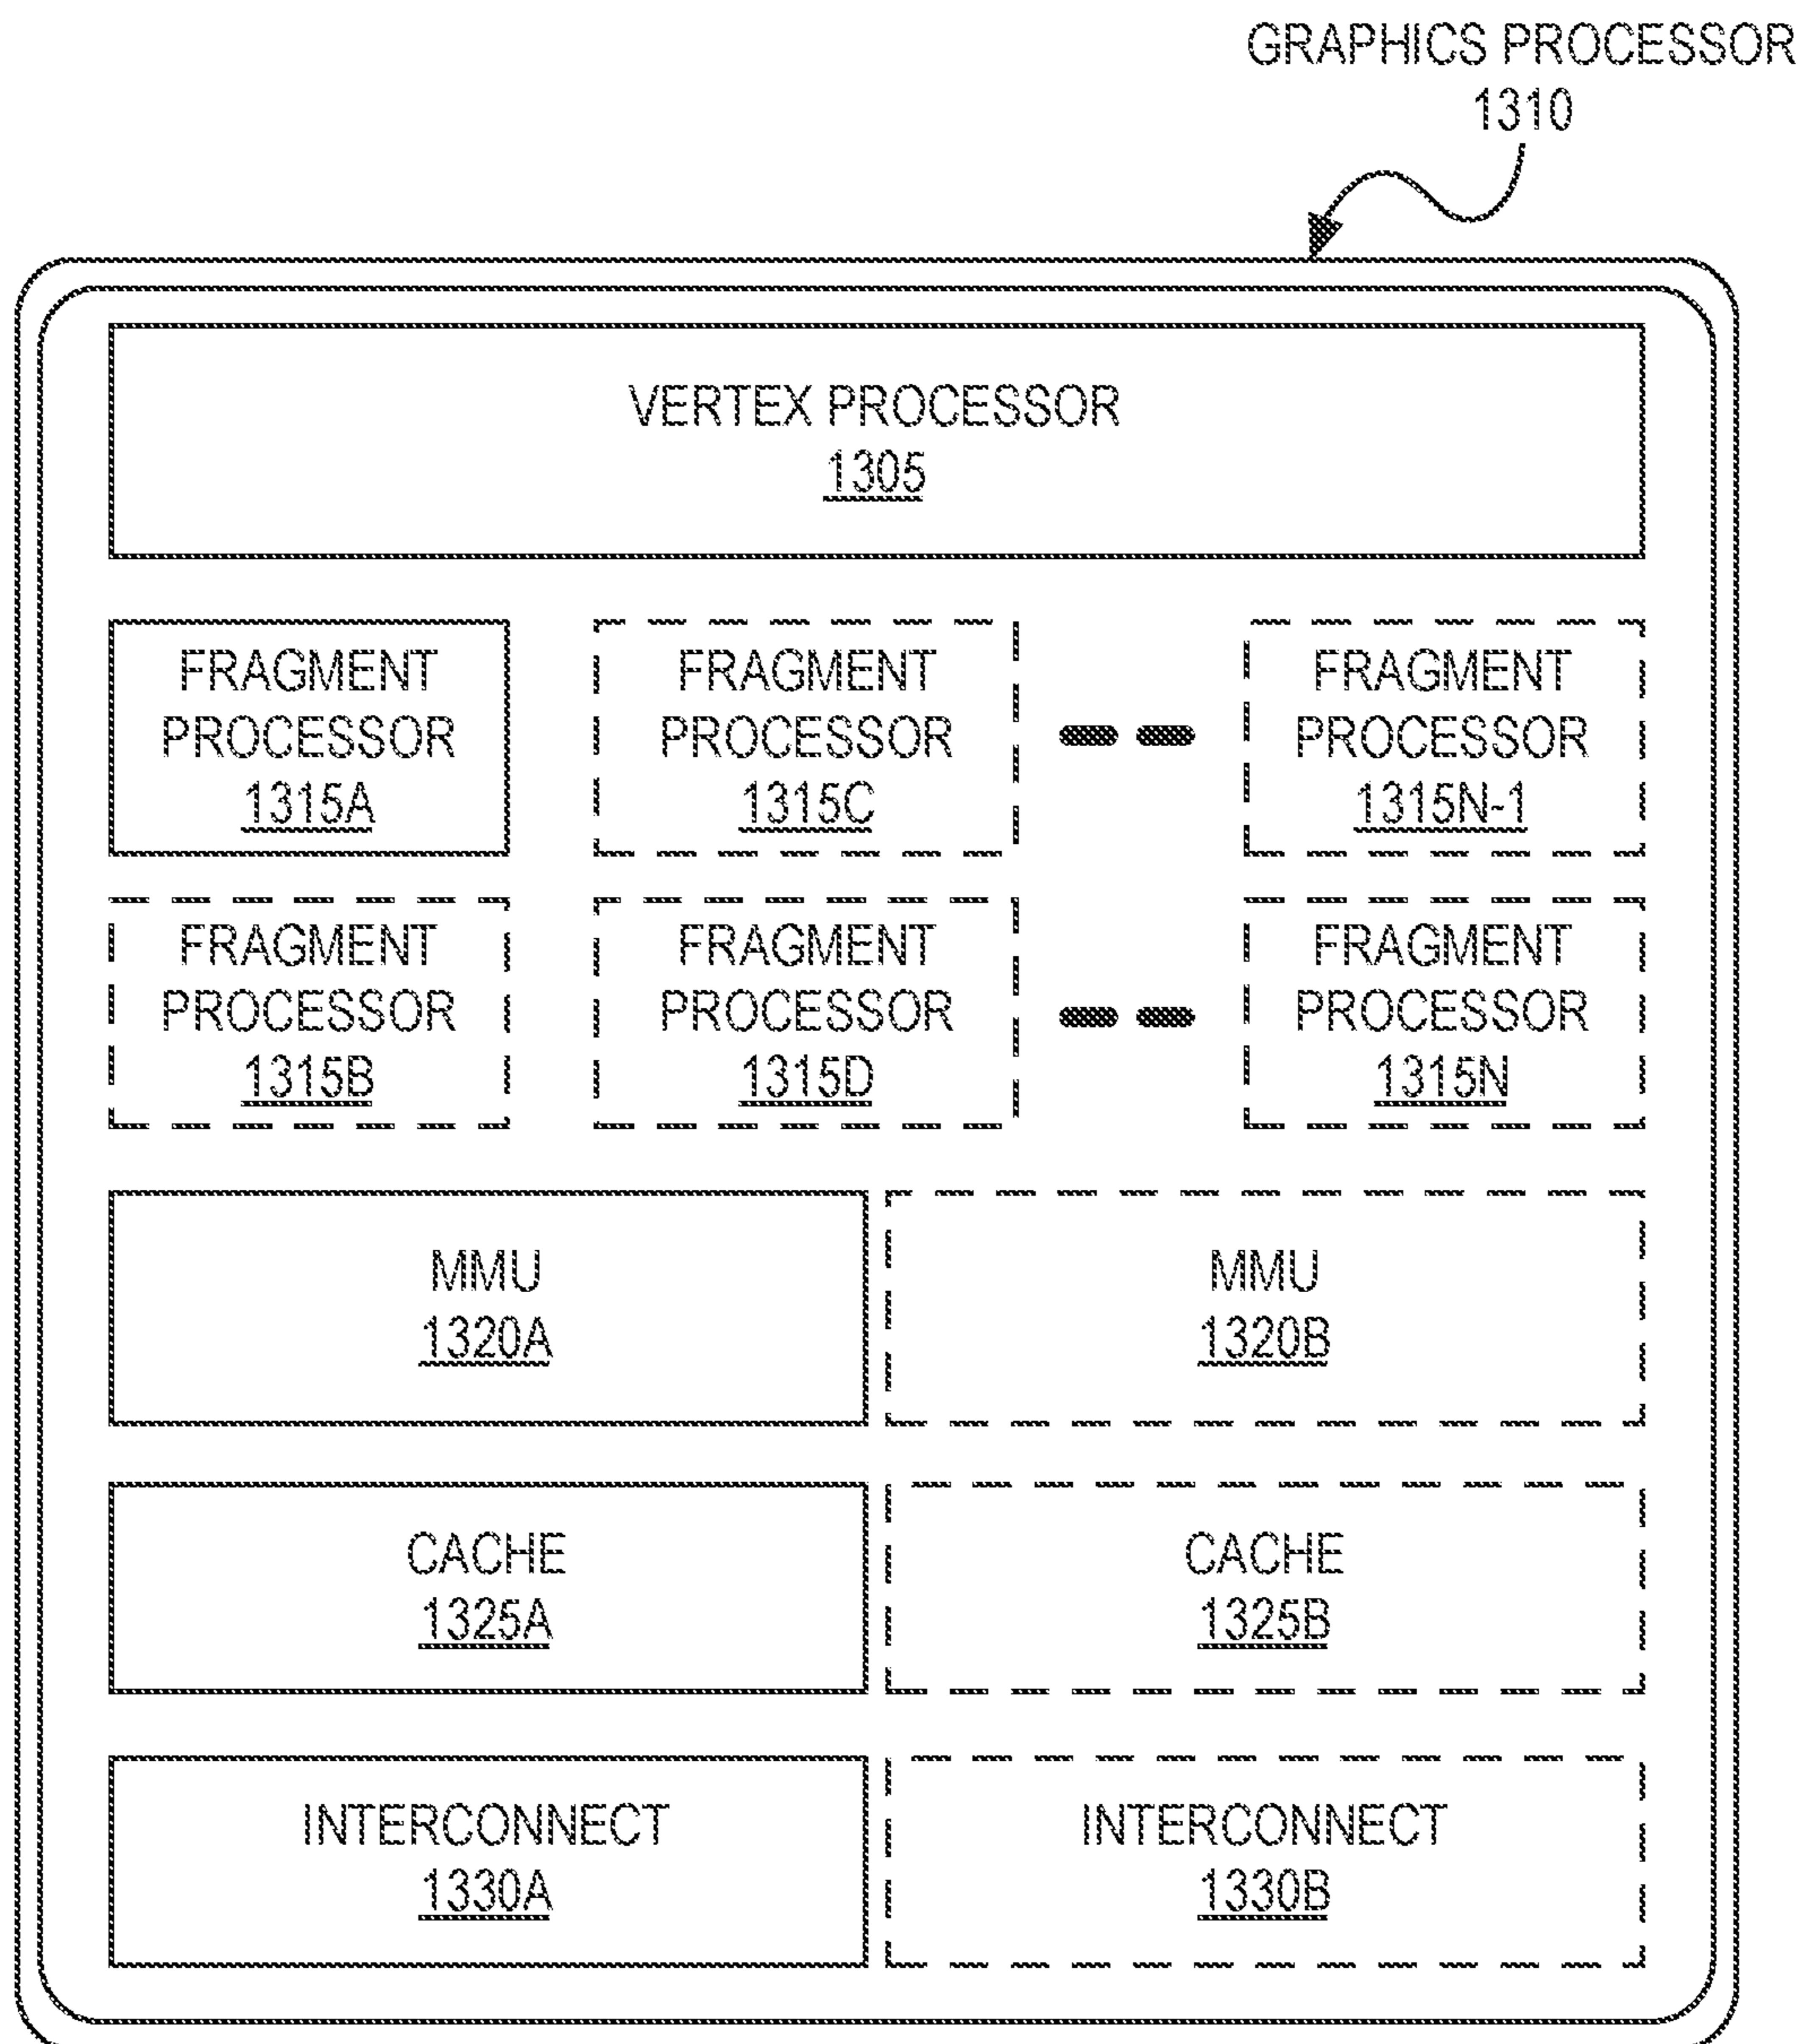 GRAPHICS PROCESSOR
1310
VERTEX PROCESSOR
1305
FRAGMENT
PROCESSOR
1315A
FRAGMENT
PROCESSOR
1315C
FRAGMENT
PROCESSOR
1315N-1
FRAGMENT
PROCESSOR
1315B
FRAGMENT
PROCESSOR
1315D
FRAGMENT
PROCESSOR
1315N
MMU
1320A
MMU
1320B
CACHE
1325A
CACHE
1325B
INTERCONNECT
1330A
INTERCONNECT
1330B